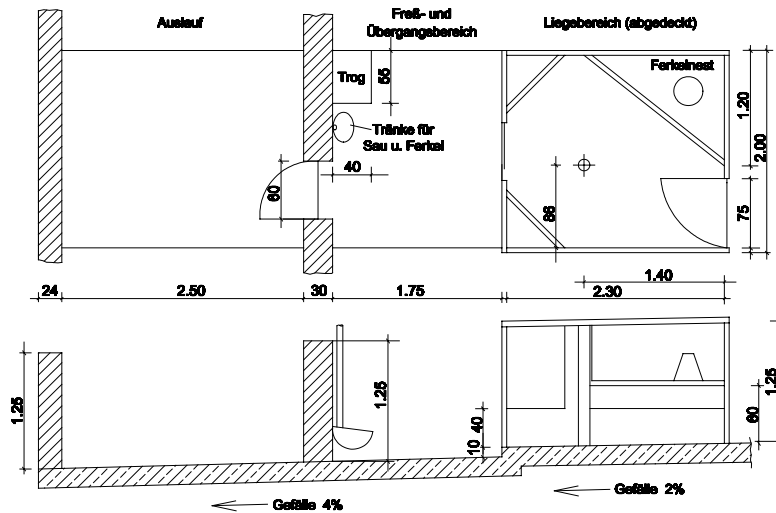 Auslauf
Freß- und
Übergangsbereich
Liegebereich (abgedeckt)
Trog
55
Ferkelnest
Tränke für
Sau u. Ferkel
40
60
86
1.20
2.00
75
1.40
24
2.50
30
1.75
2.30
1.25
1.25
10
40
60
1.25
Gefälle 4%
Gefälle 2%